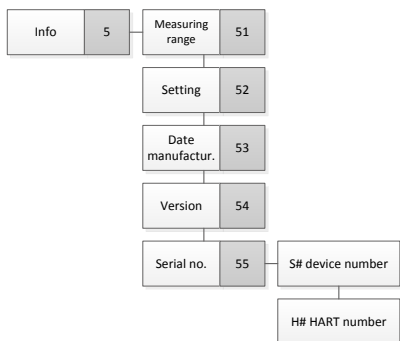 Info 5 Measuring range 51
Setting 52
Date manufactur. 53
Version 54
Serial no. 55 S# device number
H# HART number